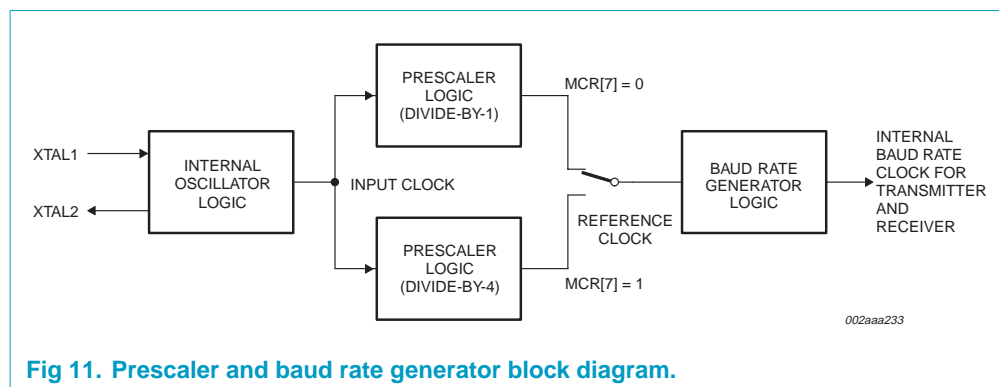 XTAL1
XTAL2
INTERNAL
OSCILLATOR
LOGIC
INPUT CLOCK
PRESCALER
LOGIC
(DIVIDE-BY-1)
MCR[7] = 0
PRESCALER
LOGIC
(DIVIDE-BY-4)
MCR[7] = 1
REFERENCE
CLOCK
BAUD RATE
GENERATOR
LOGIC
INTERNAL
BAUD RATE
CLOCK FOR
TRANSMITTER
AND
RECEIVER
002aaa233
Fig 11. Prescaler and baud rate generator block diagram.